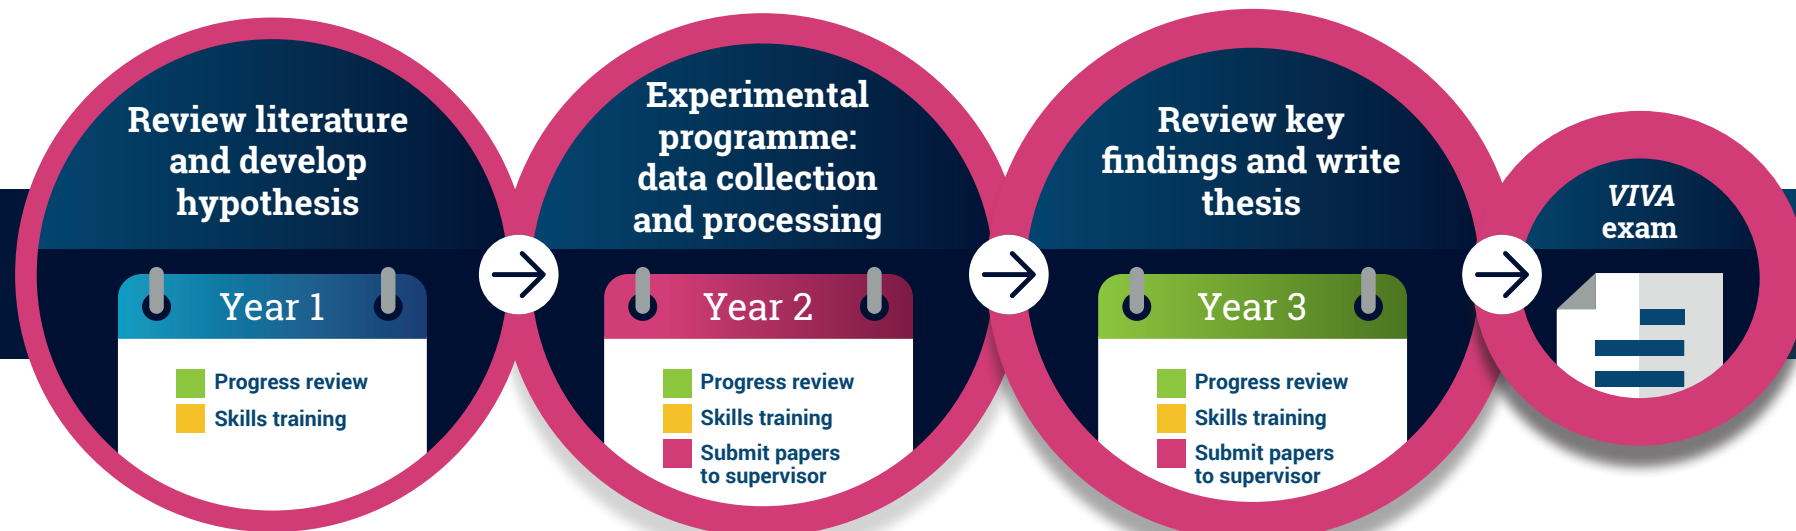 Review literature
and develop
hypothesis
Year 1
Progress review
Skills training
Experimental
programme:
data collection
and processing
Year 2
Progress review
Skills training
Submit papers
to supervisor
Review key
findings and write
thesis
Year 3
Progress review
Skills training
Submit papers
to supervisor
VIVA
exam